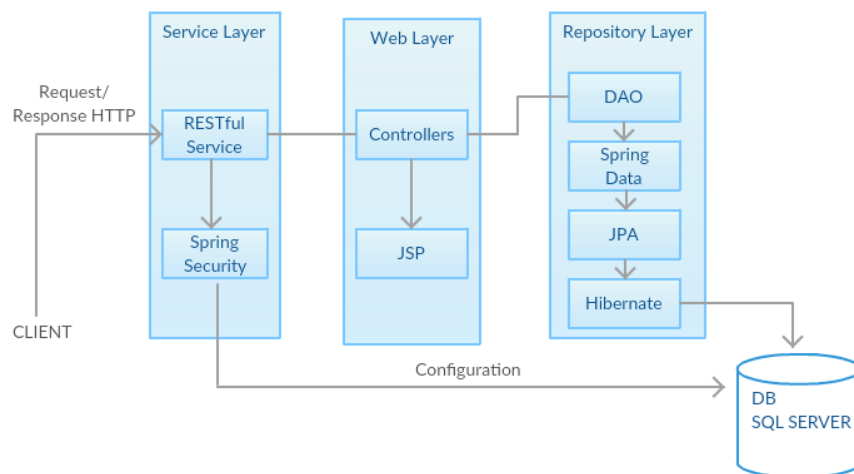 Service Layer
Web Layer
Repository Layer
Request/
Response HTTP
RESTful
Service
Controllers
DAO
Spring
Data
Spring
Security
JSP
JPA
Hibernate
CLIENT
Configuration
DB
SQL SERVER